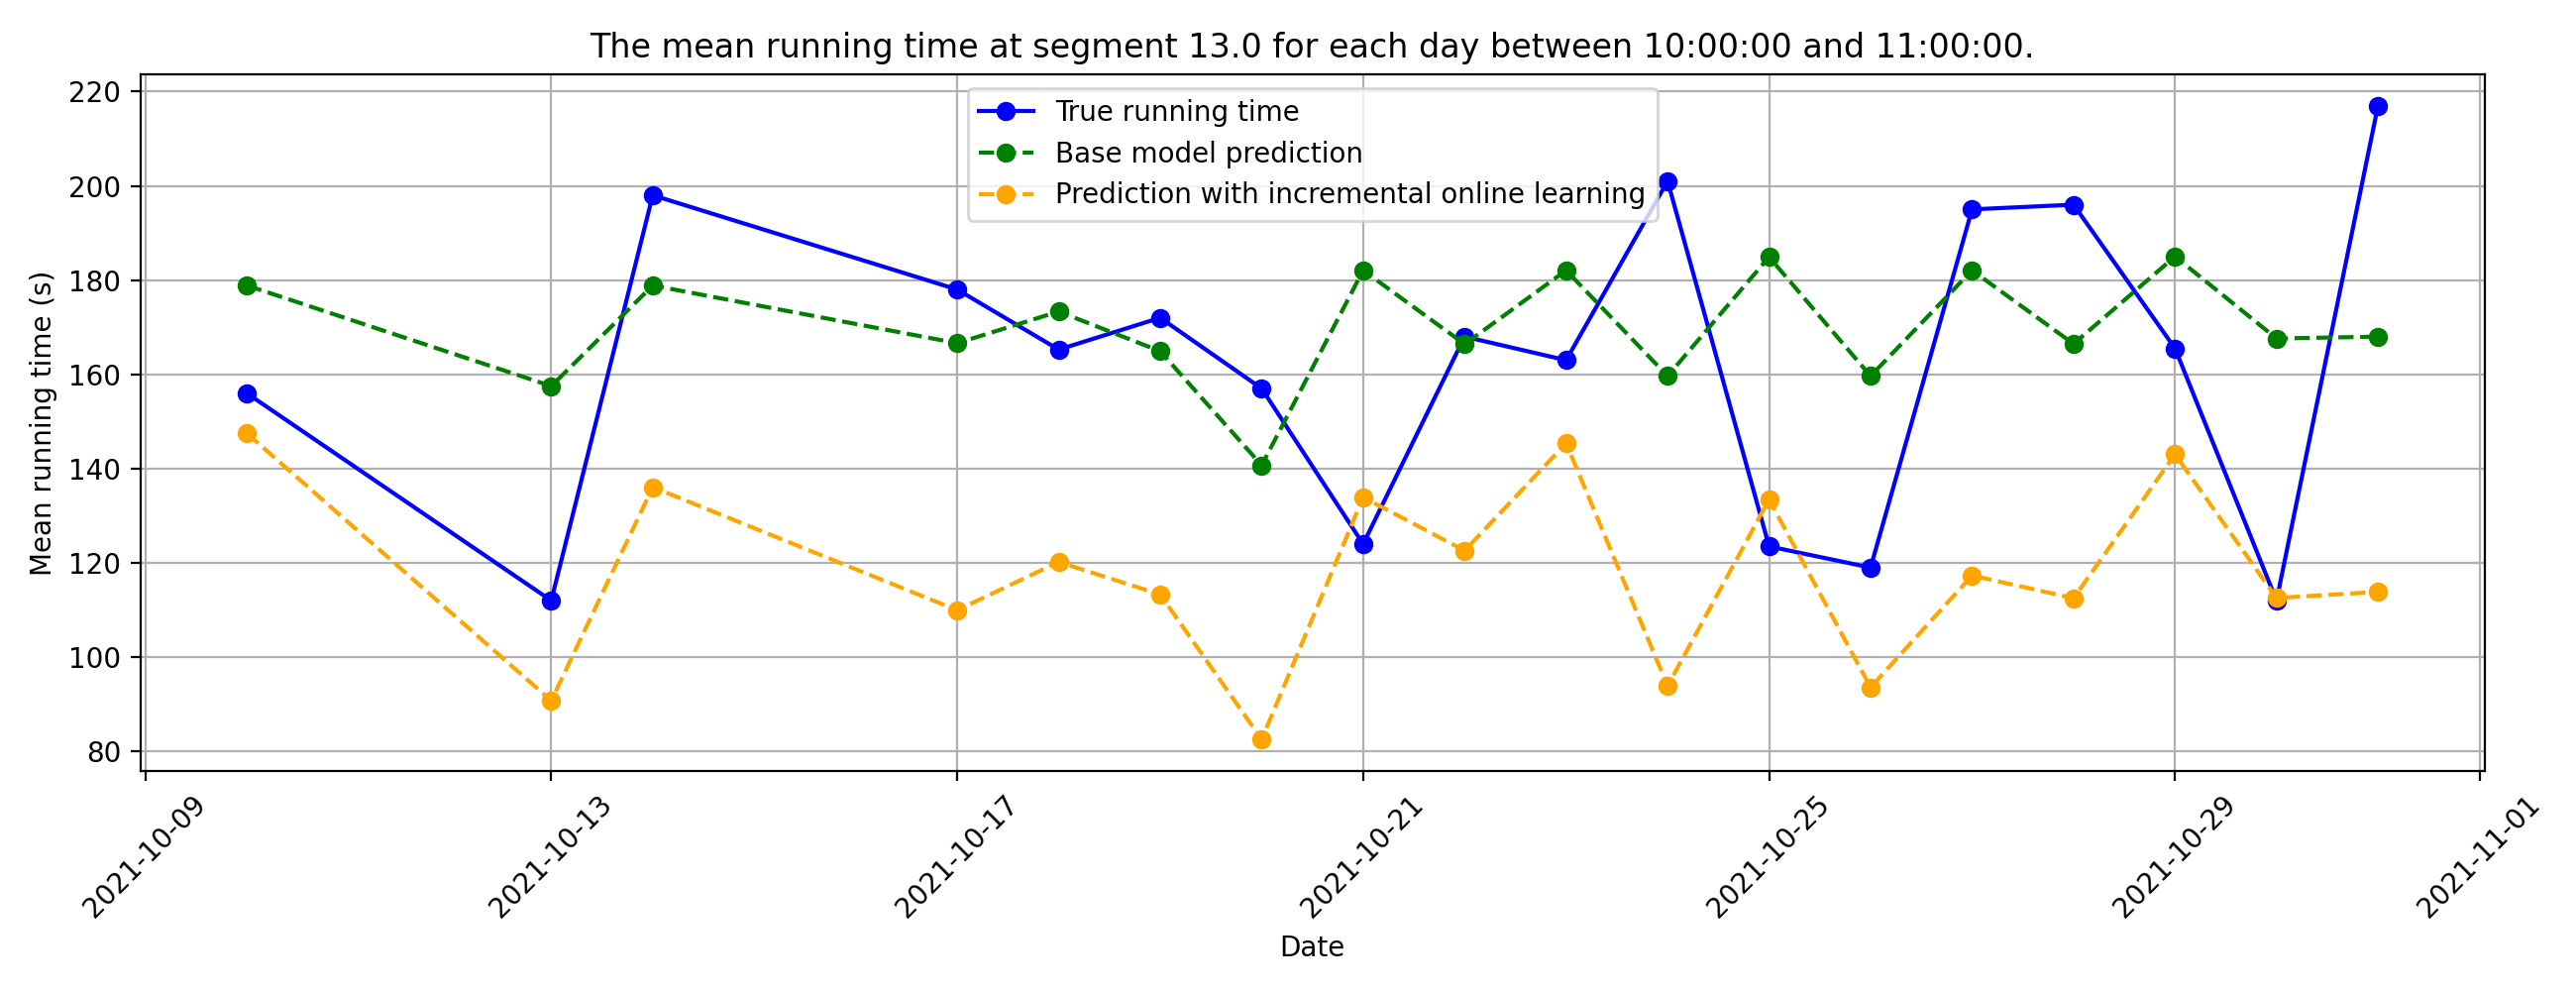 The mean running time at segment 13.0 for each day between 10:00:00 and 11:00:00.
True running time
Base model prediction
Prediction with incremental online learning
Mean running time (s)
220
200
180
160
140
120
100
80
2021-10-09
2021-10-13
2021-10-17
2021-10-21
2021-10-25
2021-10-29
2021-11-01
Date